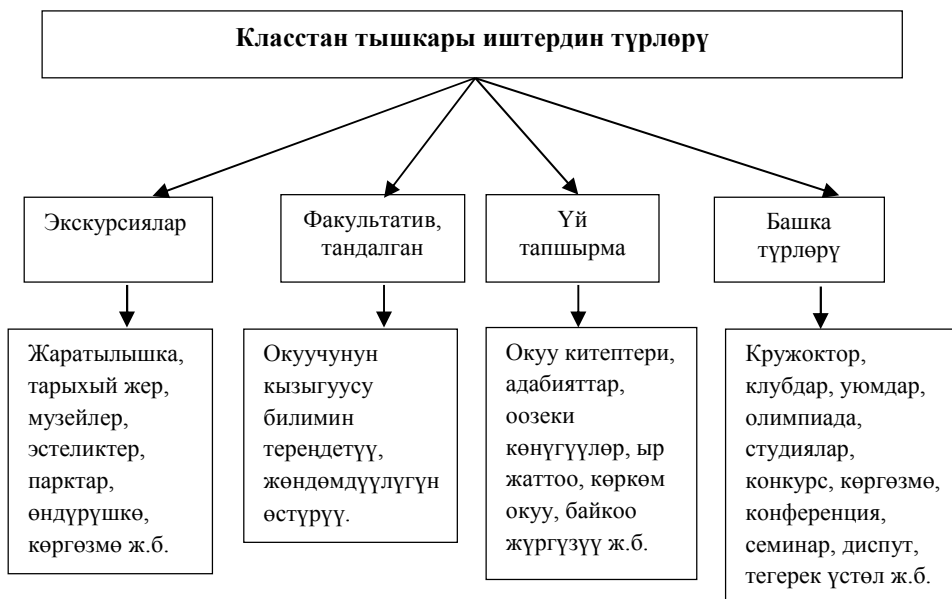 Класстан тышкары иштердин түрлөрү
Экскурсиялар
Факультатив,
тандалган
Үй
тапшырма
Башка
түрлөрү
Жаратылышка,
тарыхый жер,
музейлер,
эстеликтер,
парктар,
өндүрүшкө,
көргөзмө ж.б.
Окуучунун
кызыгуусу
билимин
тереңдетүү,
жөндөмдүүлүгүн
өстүрүү.
Окуу китептери,
адабияттар,
оозеки
көнүгүүлөр, ыр
жаттоо, көркөм
окуу, байкоо
жүргүзүү ж.б.
Кружоктор,
клубдар, уюмдар,
олимпиада,
студиялар,
конкурс, көргөзмө,
конференция,
семинар, диспут,
тегерек үстөл ж.б.